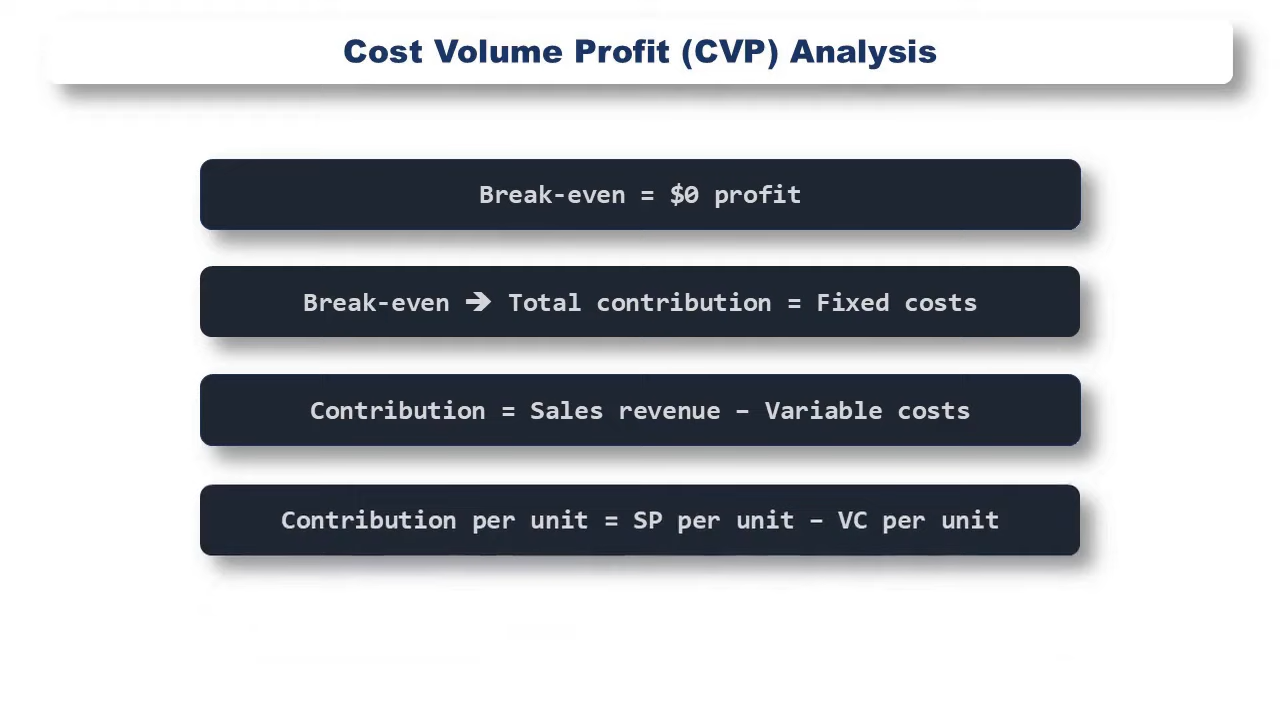 Cost Volume Profit (CVP) Analysis
Break-even = $0 profit
Break-even ➔ Total contribution = Fixed costs
Contribution = Sales revenue – Variable costs
Contribution per unit = SP per unit – VC per unit